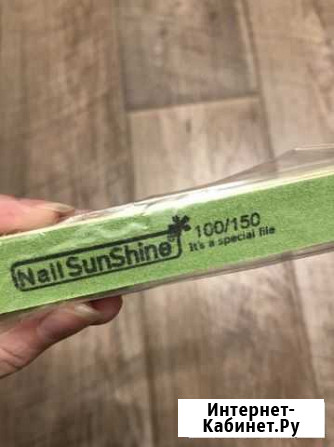 Nail SunShine®
100/150
It's a special file
Интернет-
Кабинет.Ру